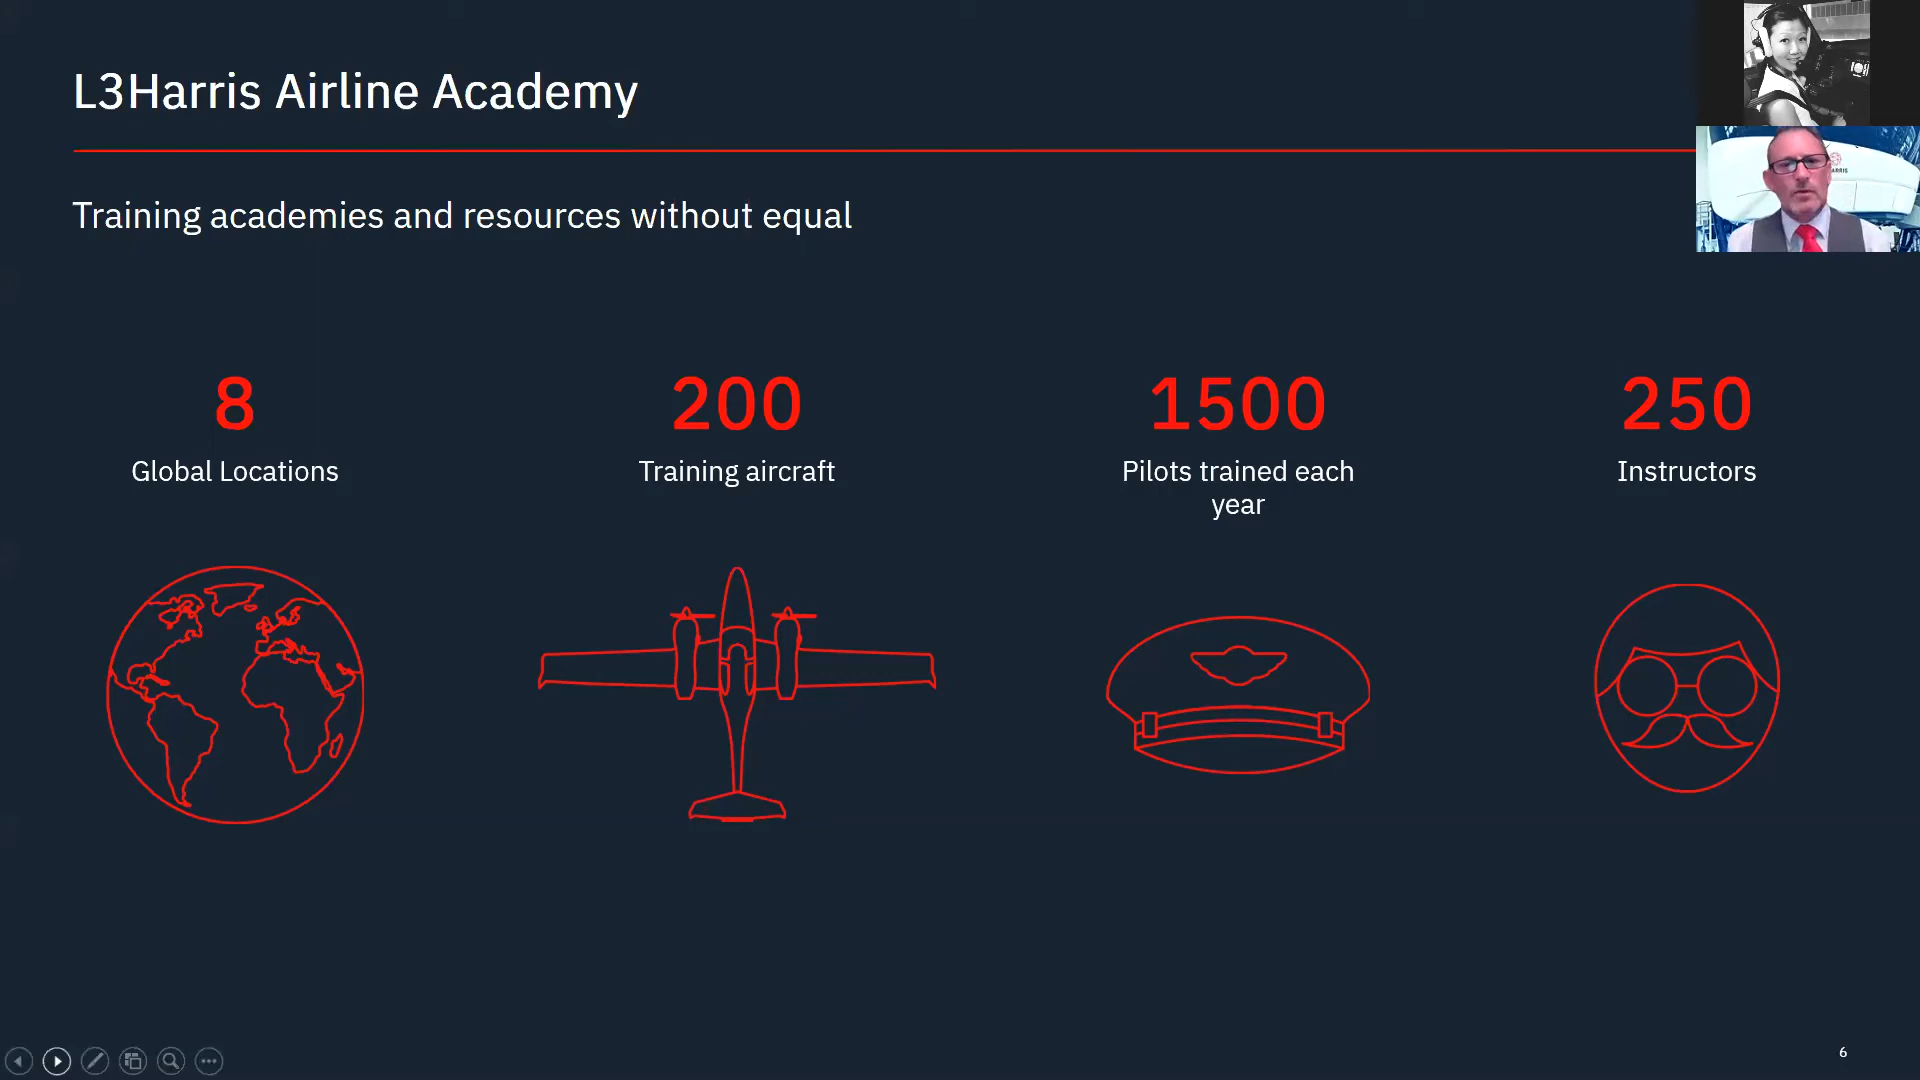 L3Harris Airline Academy
Training academies and resources without equal
8
Global Locations
200
Training aircraft
1500
Pilots trained each
year
250
Instructors
6